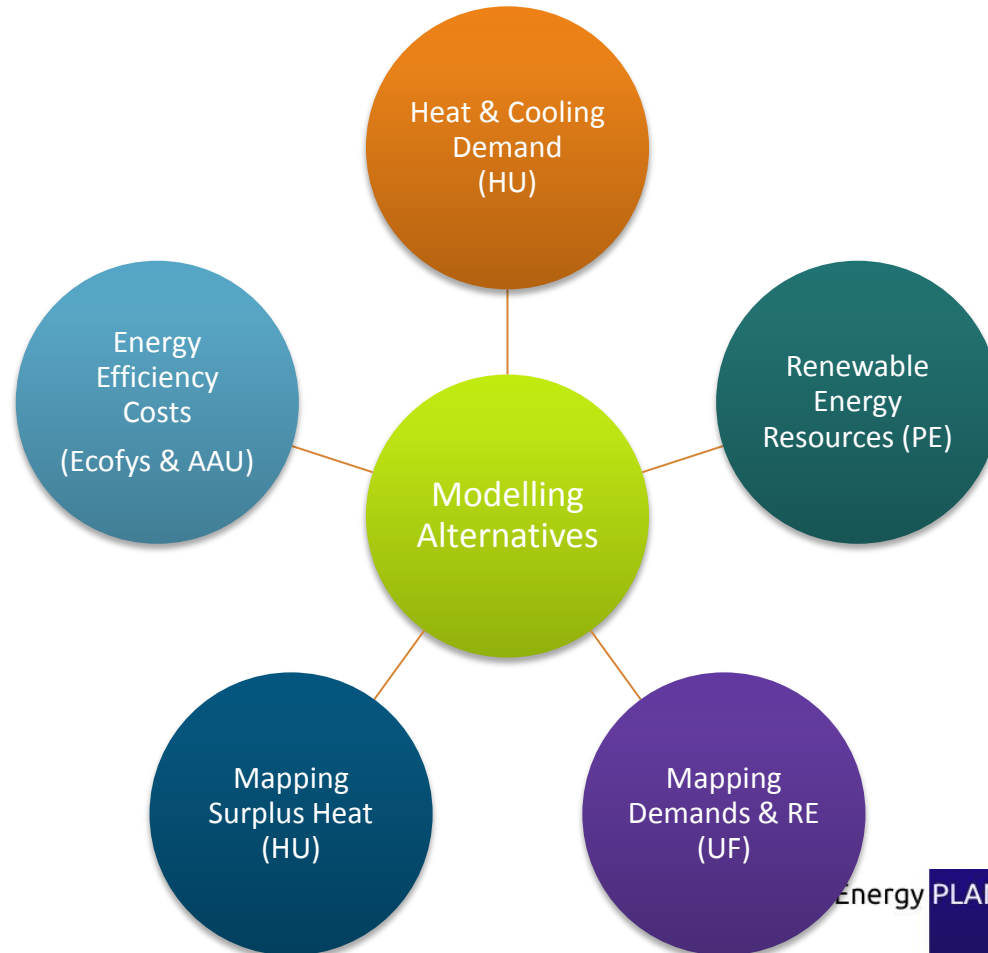 Heat & Cooling
Demand
(HU)
Energy
Efficiency
Costs
(Ecofys & AAU)
Renewable
Energy
Resources (PE)
Modelling
Alternatives
Mapping
Surplus Heat
(HU)
Mapping
Demands & RE
(UF)
Energy PLAN